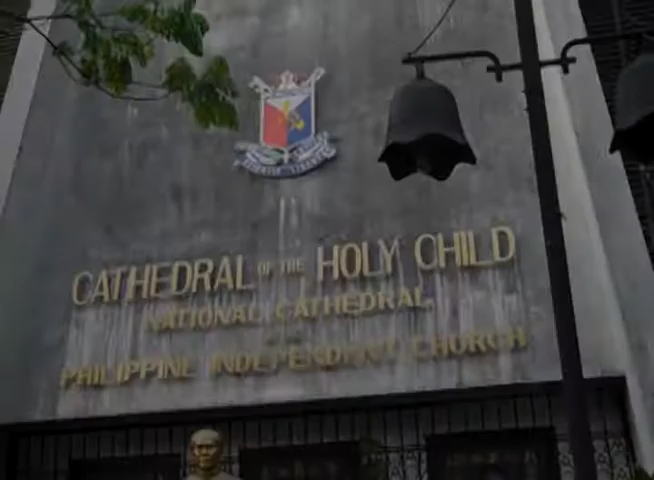 CATHEDRAL OF THE HOLY CHILD
NATIONAL CATHEDRAL
PHILIPPINE INDEPENDENT CHURCH